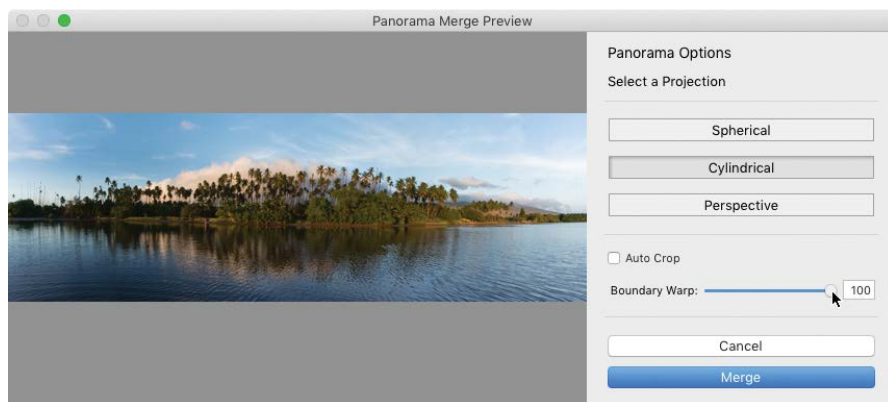 Panorama Merge Preview
Panorama Options
Select a Projection
Spherical
Cylindrical
Perspective
Auto Crop
Boundary Warp: 100
Cancel
Merge